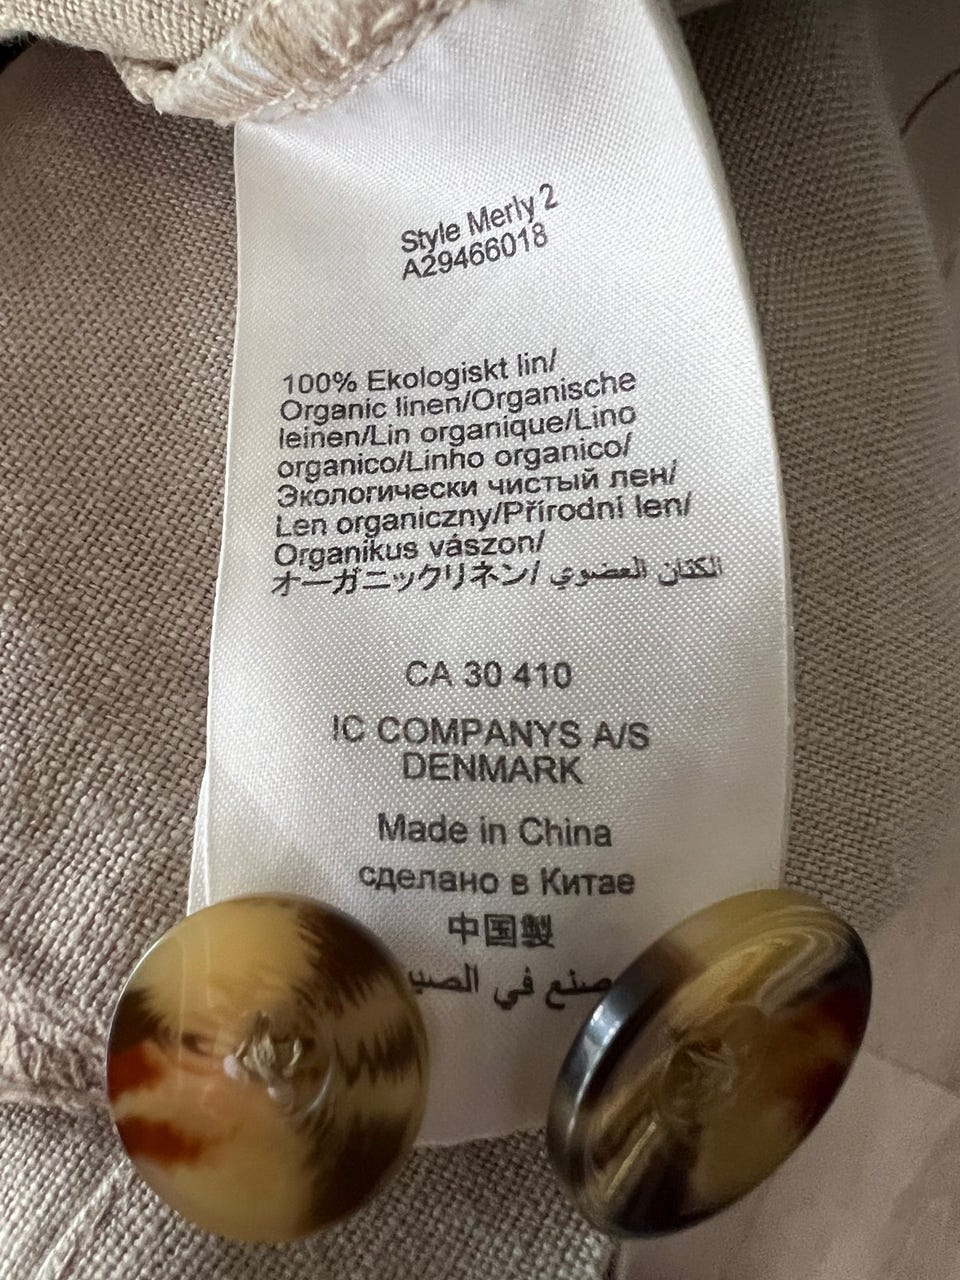 Style Merly 2
A29466018
100% Ekologiskt lin/
Organic linen/Organische
leinen/Lin organique/Lino
organico/Linho organico/
Экологически чистый лен/
Len organiczny/Přírodní len/
Organikus vászon/
オーガニックリネン/ الكتان العضوي
CA 30 410
IC COMPANYS A/S
DENMARK
Made in China
сделано в Китае
中国製
صنع في